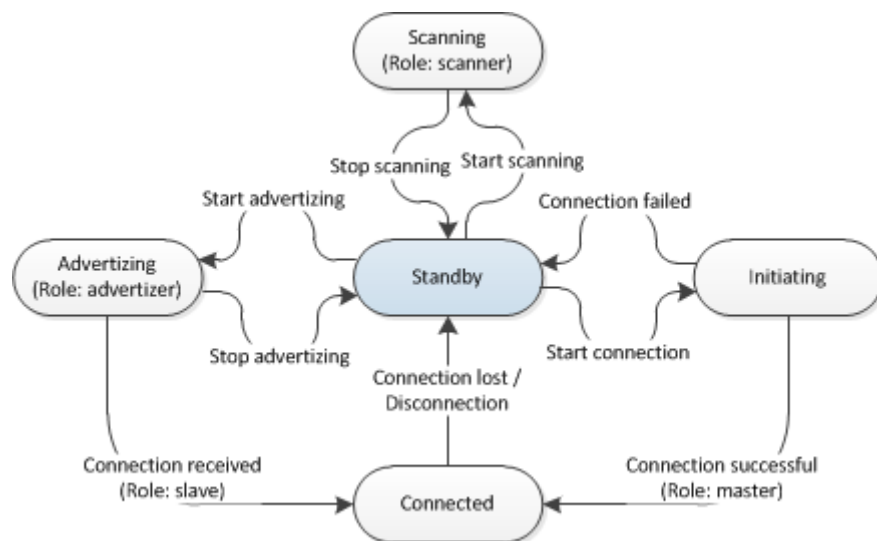 Scanning
(Role: scanner)
Stop scanning
Start scanning
Start advertizing
Connection failed
Advertizing
(Role: advertizer)
Standby
Initiating
Stop advertizing
Start connection
Connection lost /
Disconnection
Connection received
(Role: slave)
Connected
Connection successful
(Role: master)